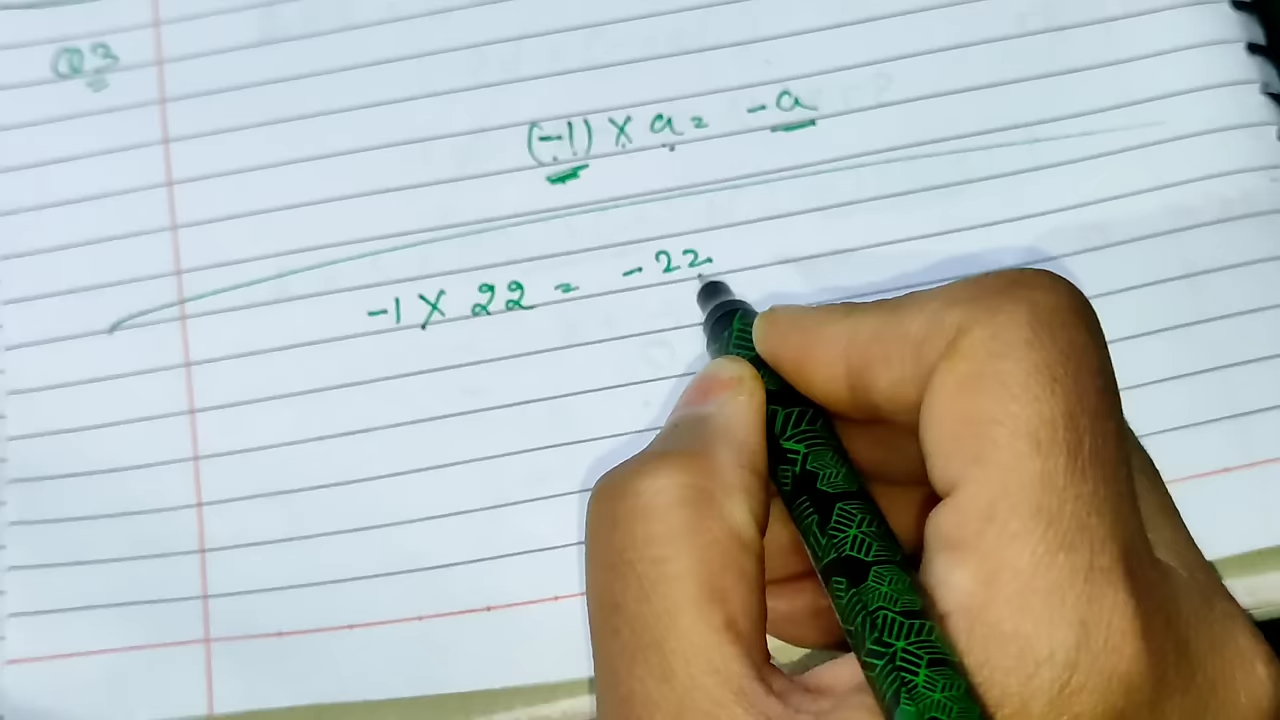 Q3
(-1) × a = -a
-1 × 22 = -22